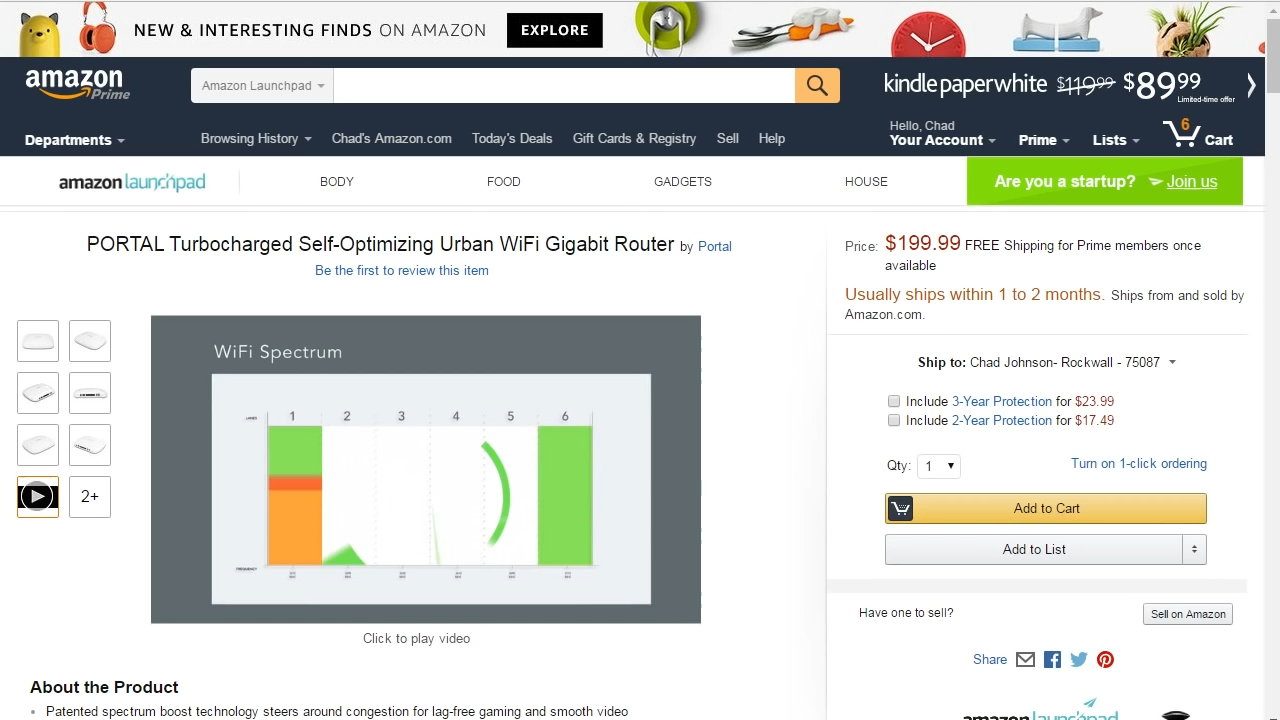 NEW & INTERESTING FINDS ON AMAZON EXPLORE
amazon Prime
Amazon Launchpad
kindle paperwhite $119.99 $89.99
Limited-time offer
Departments
Browsing History
Chad's Amazon.com
Today's Deals
Gift Cards & Registry
Sell
Help
Hello, Chad
Your Account
Prime
Lists
6
Cart
amazon launchpad
BODY
FOOD
GADGETS
HOUSE
Are you a startup? Join us
PORTAL Turbocharged Self-Optimizing Urban WiFi Gigabit Router by Portal
Be the first to review this item
2+
WiFi Spectrum
1 2 3 4 5 6
Click to play video
About the Product
• Patented spectrum boost technology steers around congestion for lag-free gaming and smooth video
Price: $199.99 FREE Shipping for Prime members once
available
Usually ships within 1 to 2 months. Ships from and sold by
Amazon.com.
Ship to: Chad Johnson- Rockwall - 75087
Include 3-Year Protection for $23.99
Include 2-Year Protection for $17.49
Qty: 1
Turn on 1-click ordering
Add to Cart
Add to List
Have one to sell?
Sell on Amazon
Share
amazon launchpad